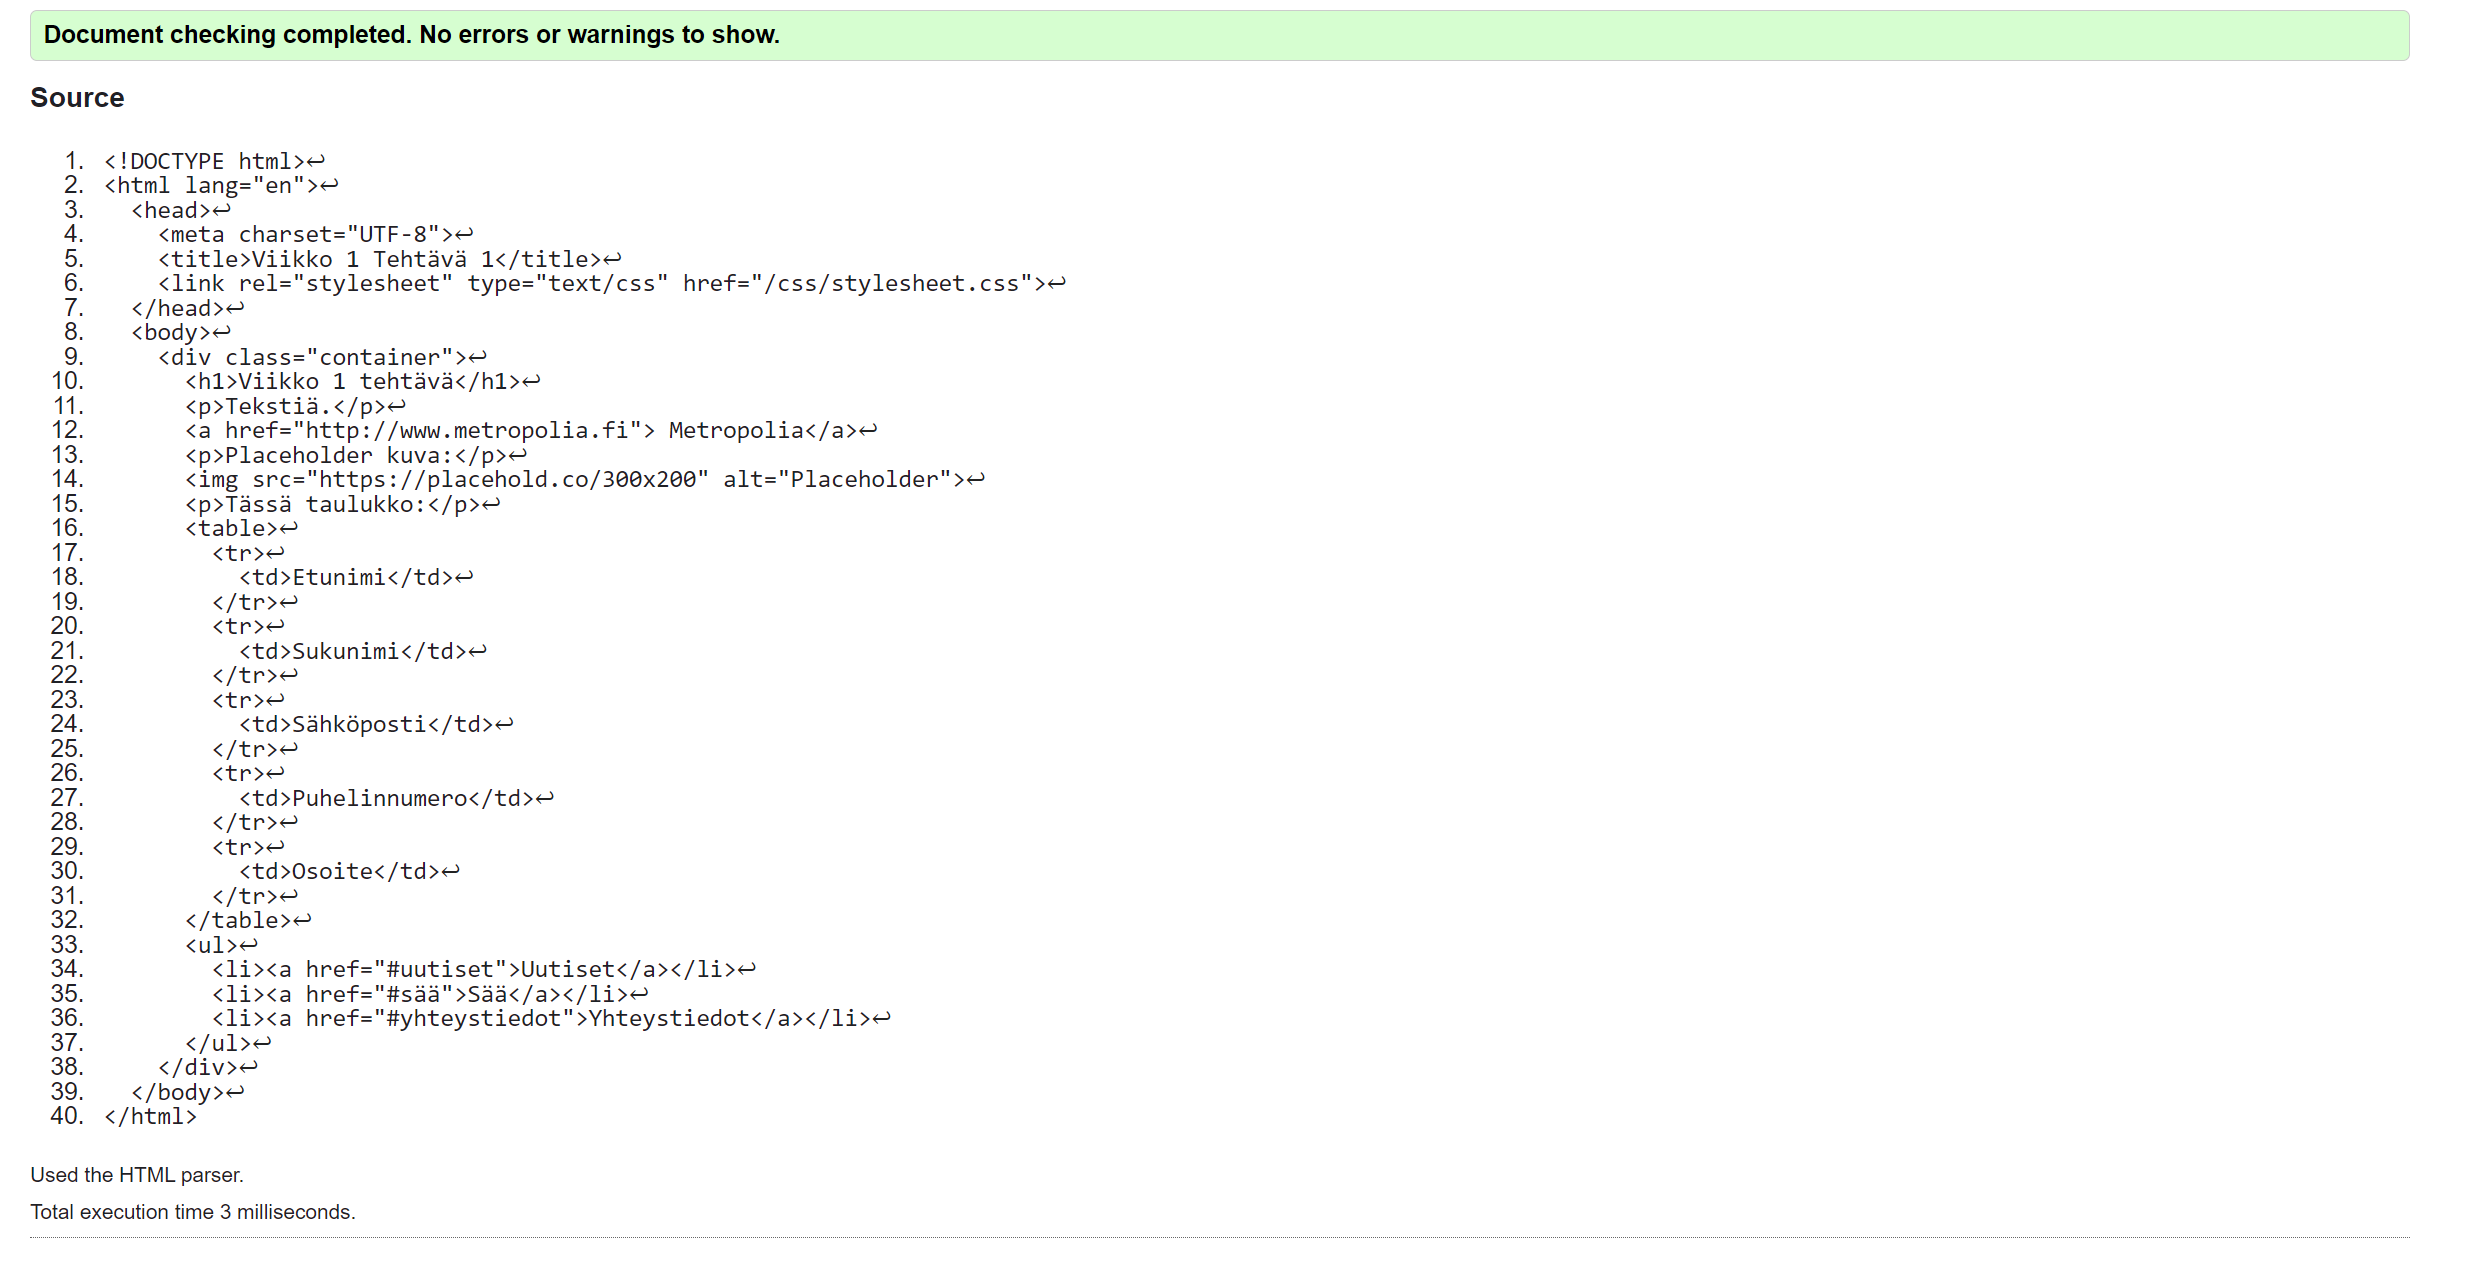 Document checking completed. No errors or warnings to show.
Source
1. <!DOCTYPE html>↩
2. <html lang="en">↩
3.   <head>↩
4.     <meta charset="UTF-8">↩
5.     <title>Viikko 1 Tehtävä 1</title>↩
6.     <link rel="stylesheet" type="text/css" href="/css/stylesheet.css">↩
7.   </head>↩
8.   <body>↩
9.     <div class="container">↩
10.       <h1>Viikko 1 tehtävä</h1>↩
11.       <p>Tekstiä.</p>↩
12.       <a href="http://www.metropolia.fi"> Metropolia</a>↩
13.       <p>Placeholder kuva:</p>↩
14.       <img src="https://placehold.co/300x200" alt="Placeholder">↩
15.       <p>Tässä taulukko:</p>↩
16.       <table>↩
17.         <tr>↩
18.           <td>Etunimi</td>↩
19.         </tr>↩
20.         <tr>↩
21.           <td>Sukunimi</td>↩
22.         </tr>↩
23.         <tr>↩
24.           <td>Sähköposti</td>↩
25.         </tr>↩
26.         <tr>↩
27.           <td>Puhelinnumero</td>↩
28.         </tr>↩
29.         <tr>↩
30.           <td>Osoite</td>↩
31.         </tr>↩
32.       </table>↩
33.       <ul>↩
34.         <li><a href="#uutiset">Uutiset</a></li>↩
35.         <li><a href="#sää">Sää</a></li>↩
36.         <li><a href="#yhteystiedot">Yhteystiedot</a></li>↩
37.       </ul>↩
38.     </div>↩
39.   </body>↩
40. </html>
Used the HTML parser.
Total execution time 3 milliseconds.